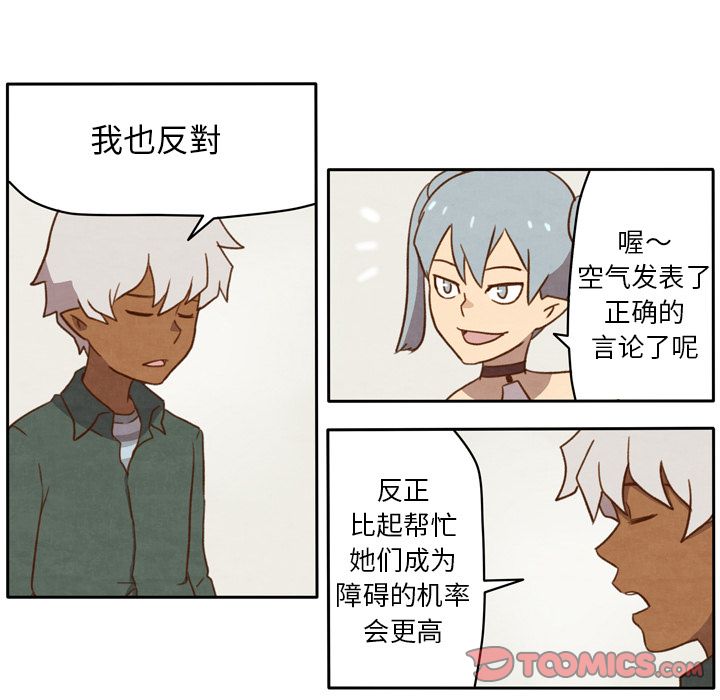 我也反對
喔～
空气发表了
正确的
言论了呢
反正
比起帮忙
她们成为
障碍的机率
会更高
TOOMICS.COM